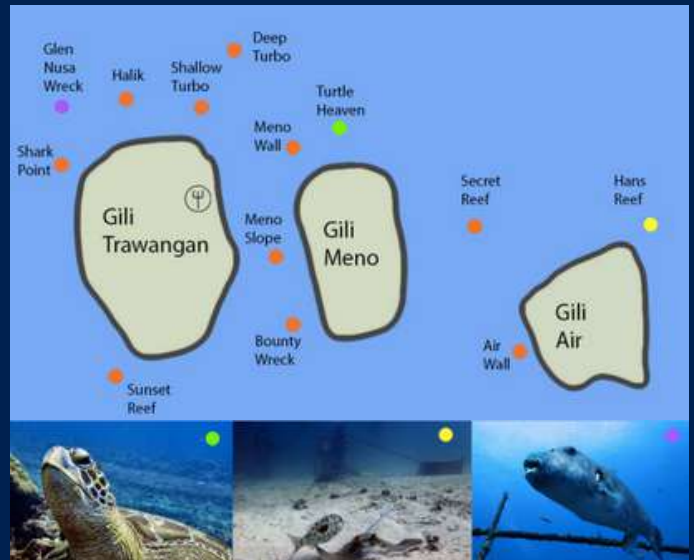 Glen
Nusa
Wreck
Halik
Shallow
Turbo
Deep
Turbo
Turtle
Heaven
Meno
Wall
Shark
Point
Secret
Reef
Hans
Reef
Gili
Trawangan
Meno
Slope
Gili
Meno
Gili
Air
Bounty
Wreck
Air
Wall
Sunset
Reef